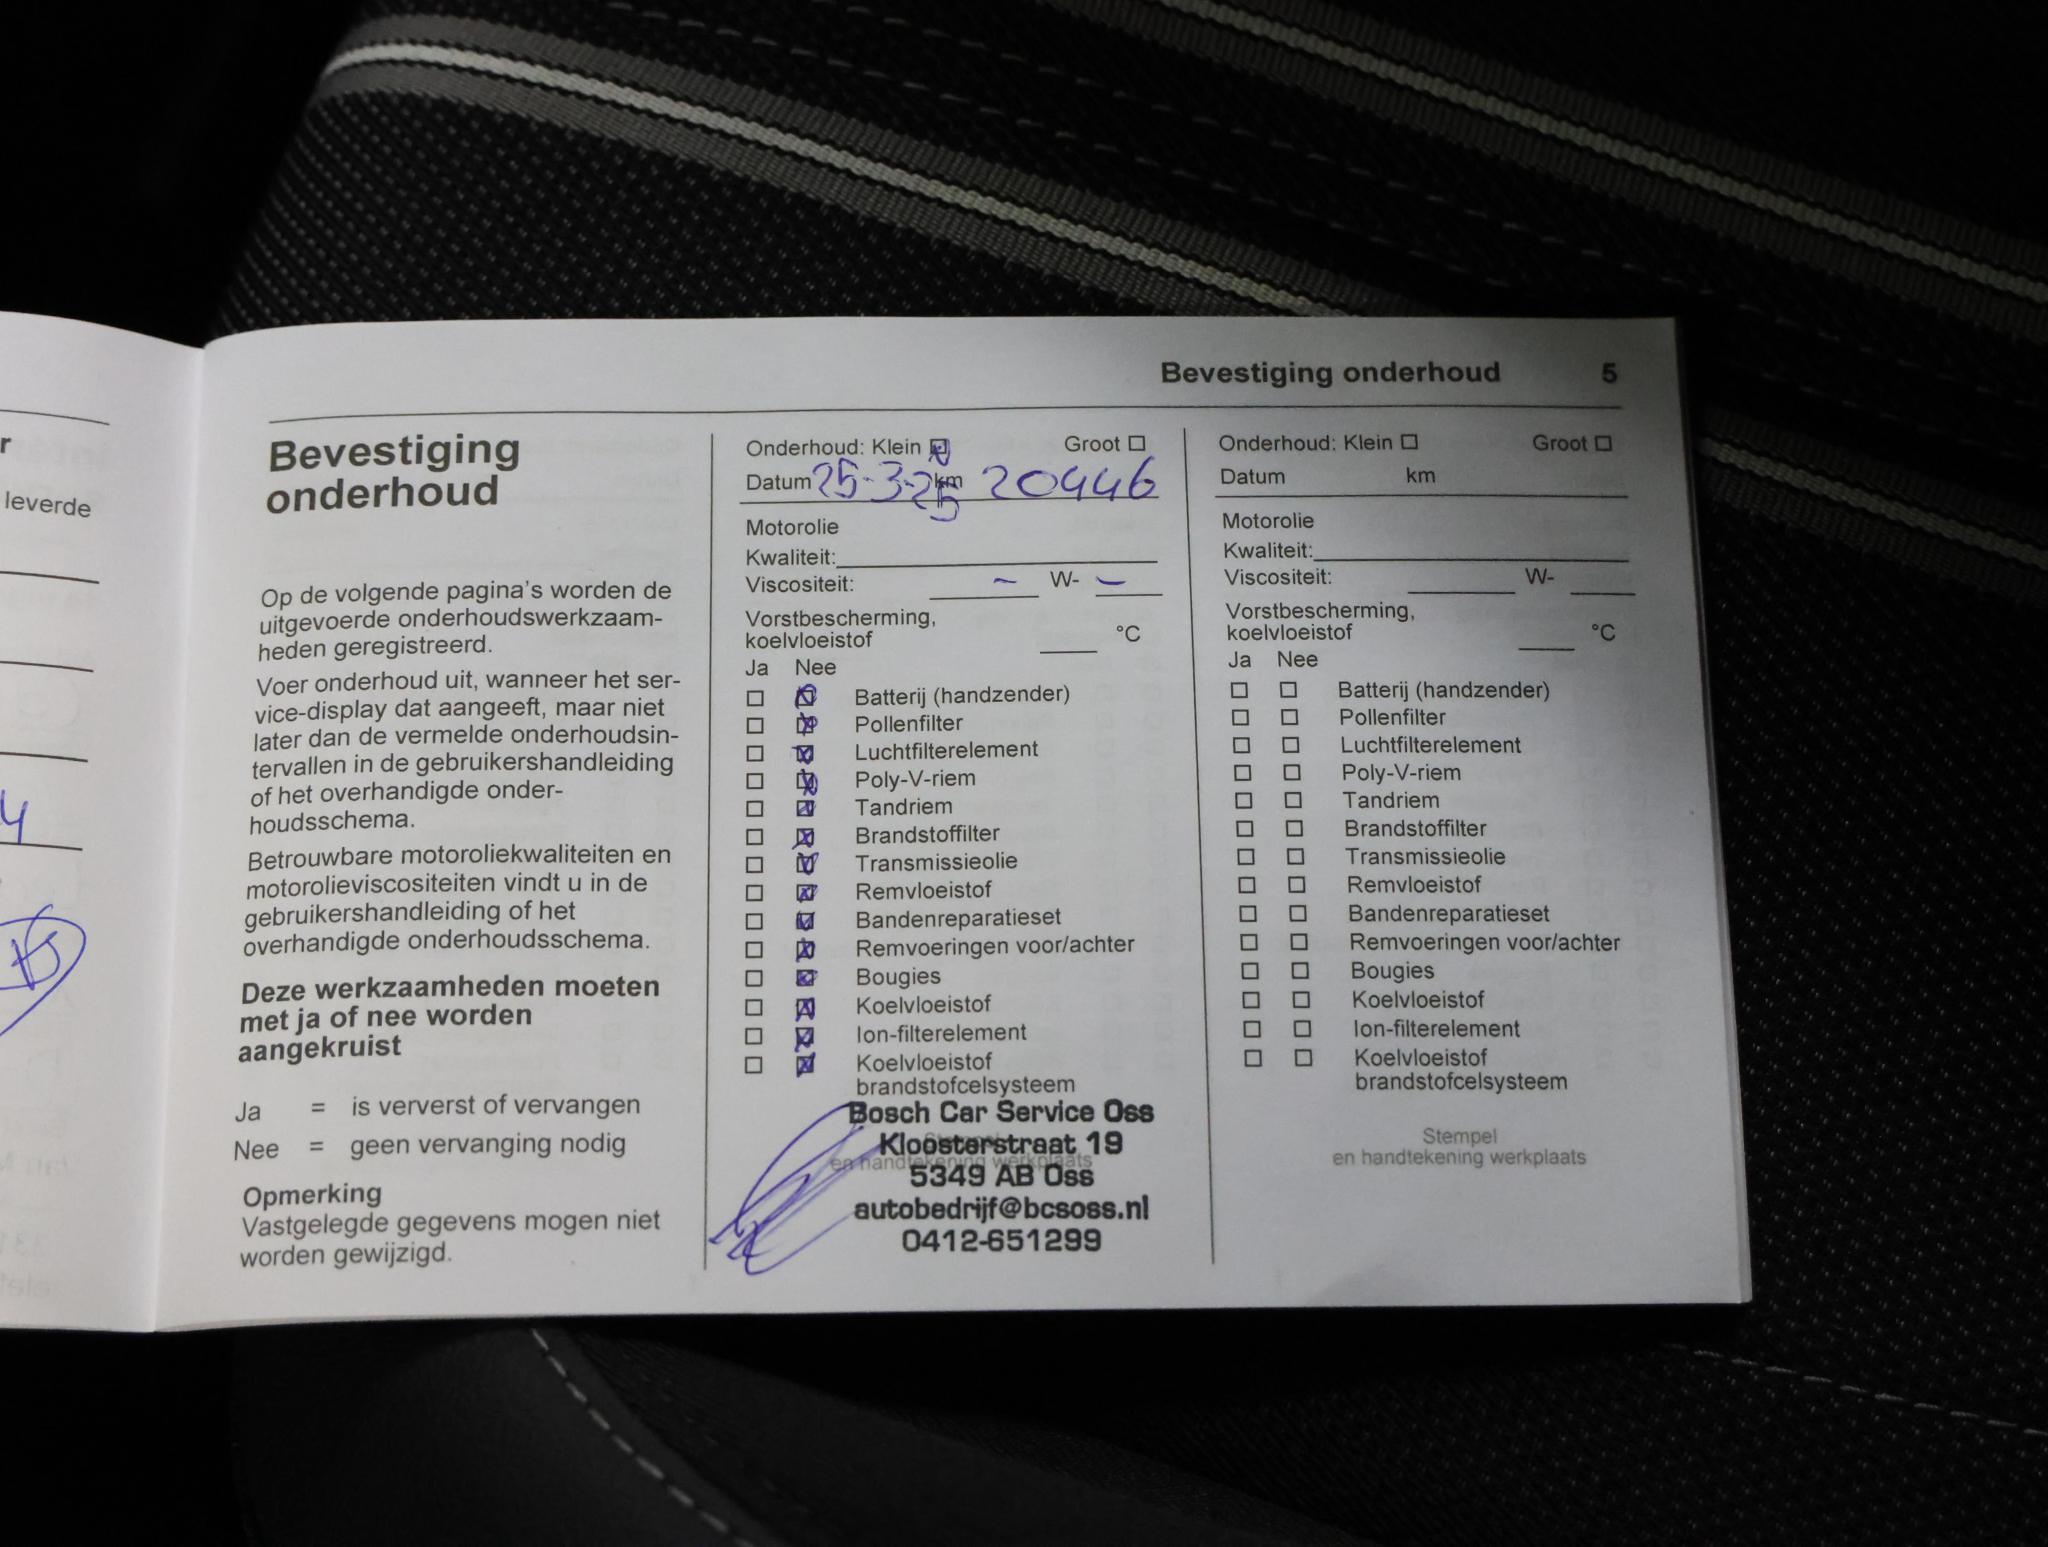 r
leverde
4
Bevestiging onderhoud 5
Bevestiging
onderhoud
Op de volgende pagina's worden de
uitgevoerde onderhoudswerkzaam-
heden geregistreerd.
Voer onderhoud uit, wanneer het ser-
vice-display dat aangeeft, maar niet
later dan de vermelde onderhoudsin-
tervallen in de gebruikershandleiding
of het overhandigde onder-
houdsschema.
Betrouwbare motoroliekwaliteiten en
motorolieviscositeiten vindt u in de
gebruikershandleiding of het
overhandigde onderhoudsschema.
Deze werkzaamheden moeten
met ja of nee worden
aangekruist
Ja = is ververst of vervangen
Nee = geen vervanging nodig
Opmerking
Vastgelegde gegevens mogen niet
worden gewijzigd.
Onderhoud: Klein Groot
Datum 25-3-25 km 20446
Motorolie
Kwaliteit:
Viscositeit: - W- -
Vorstbescherming,
koelvloeistof °C
Ja Nee
Batterij (handzender)
Pollenfilter
Luchtfilterelement
Poly-V-riem
Tandriem
Brandstoffilter
Transmissieolie
Remvloeistof
Bandenreparatieset
Remvoeringen voor/achter
Bougies
Koelvloeistof
Ion-filterelement
Koelvloeistof
brandstofcelsysteem
Bosch Car Service Oss
Stempel
Kloosterstraat 19
en handtekening werkplaats
5349 AB Oss
autobedrijf@bcsoss.nl
0412-651299
Onderhoud: Klein Groot
Datum km
Motorolie
Kwaliteit:
Viscositeit: W-
Vorstbescherming,
koelvloeistof °C
Ja Nee
Batterij (handzender)
Pollenfilter
Luchtfilterelement
Poly-V-riem
Tandriem
Brandstoffilter
Transmissieolie
Remvloeistof
Bandenreparatieset
Remvoeringen voor/achter
Bougies
Koelvloeistof
Ion-filterelement
Koelvloeistof
brandstofcelsysteem
Stempel
en handtekening werkplaats